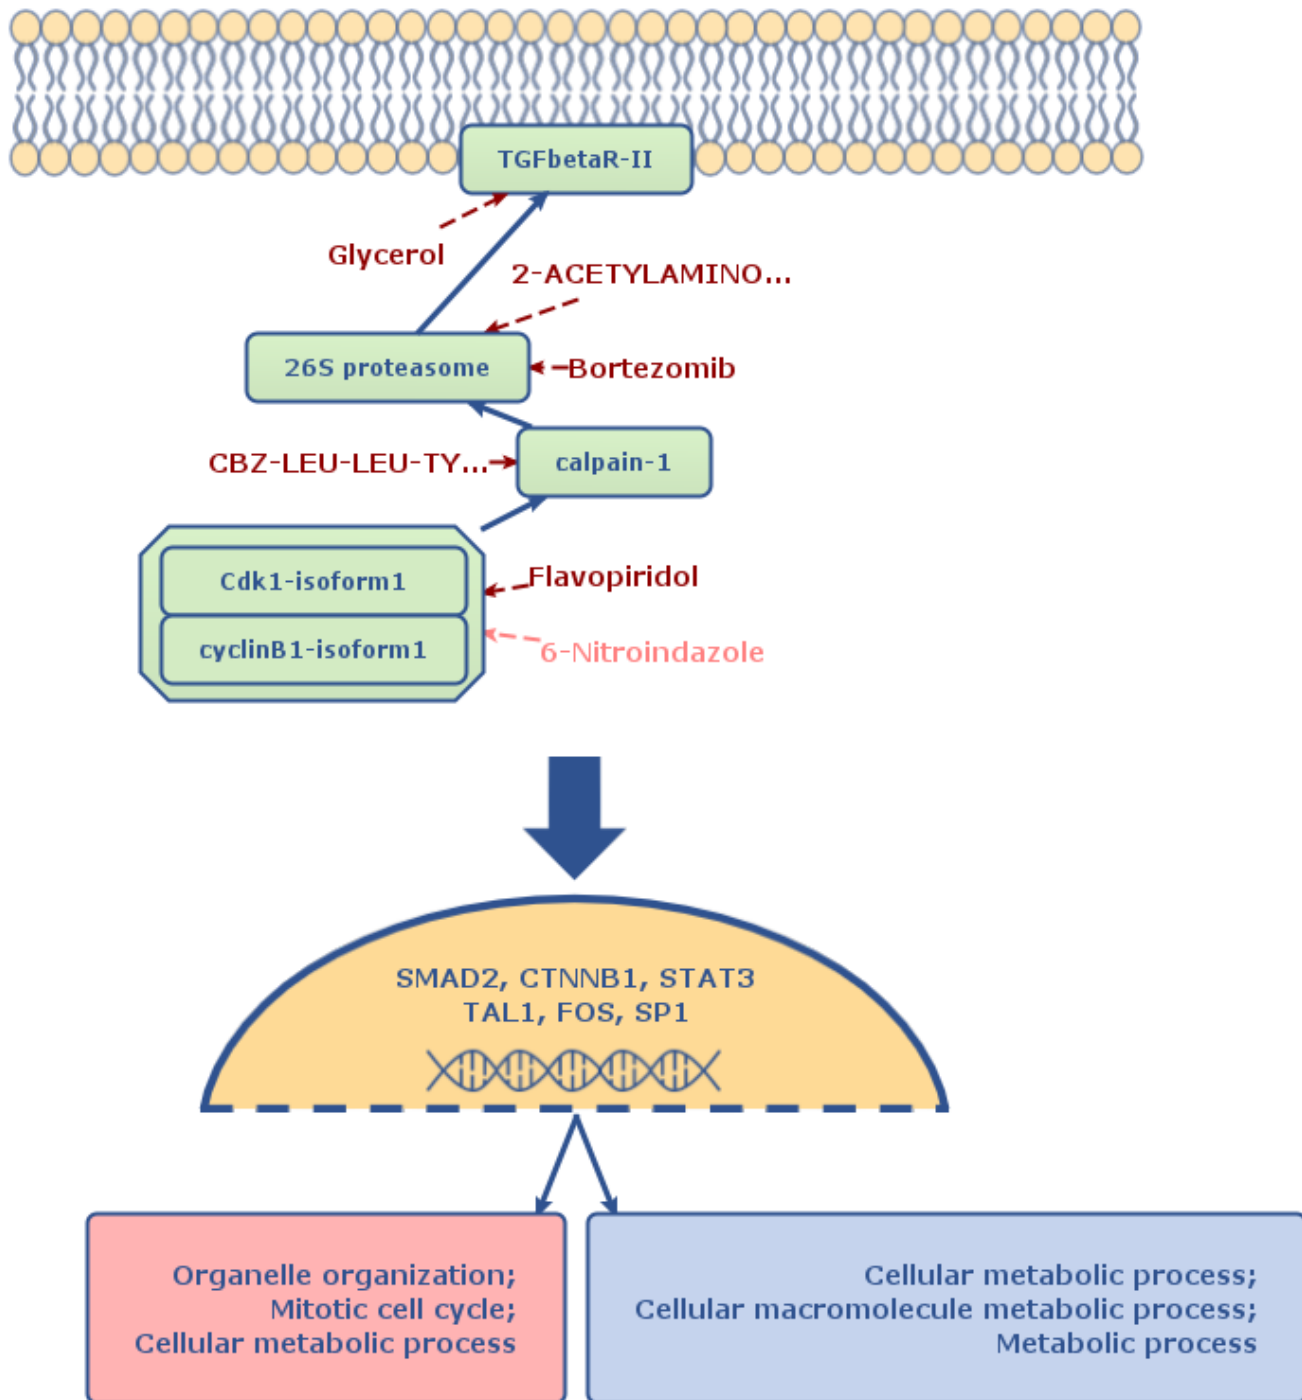 TGFbetaR-II
Glycerol
2-ACETYLAMINO...
26S proteasome
Bortezomib
CBZ-LEU-LEU-TY...
calpain-1
Cdk1-isoform1
Flavopiridol
cyclinB1-isoform1
6-Nitroindazole
SMAD2, CTNNB1, STAT3
TAL1, FOS, SP1
Organelle organization;
Mitotic cell cycle;
Cellular metabolic process
Cellular metabolic process;
Cellular macromolecule metabolic process;
Metabolic process